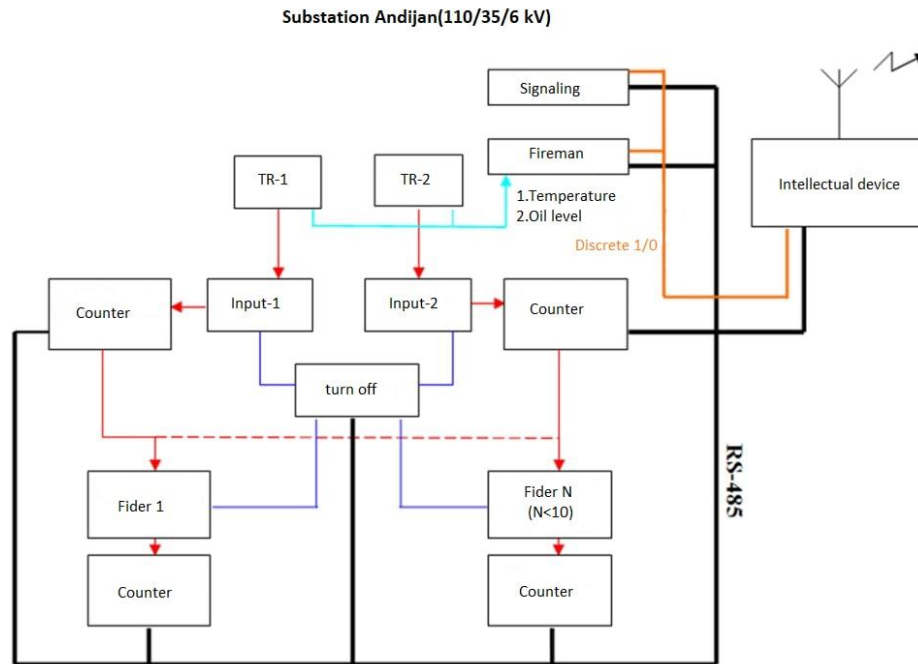 Substation Andijan(110/35/6 kV)
Signaling
Fireman
Intellectual device
TR-1
TR-2
1.Temperature
2.Oil level
Discrete 1/0
Counter
Input-1
Input-2
Counter
turn off
RS-485
Fider 1
Fider N
(N<10)
Counter
Counter